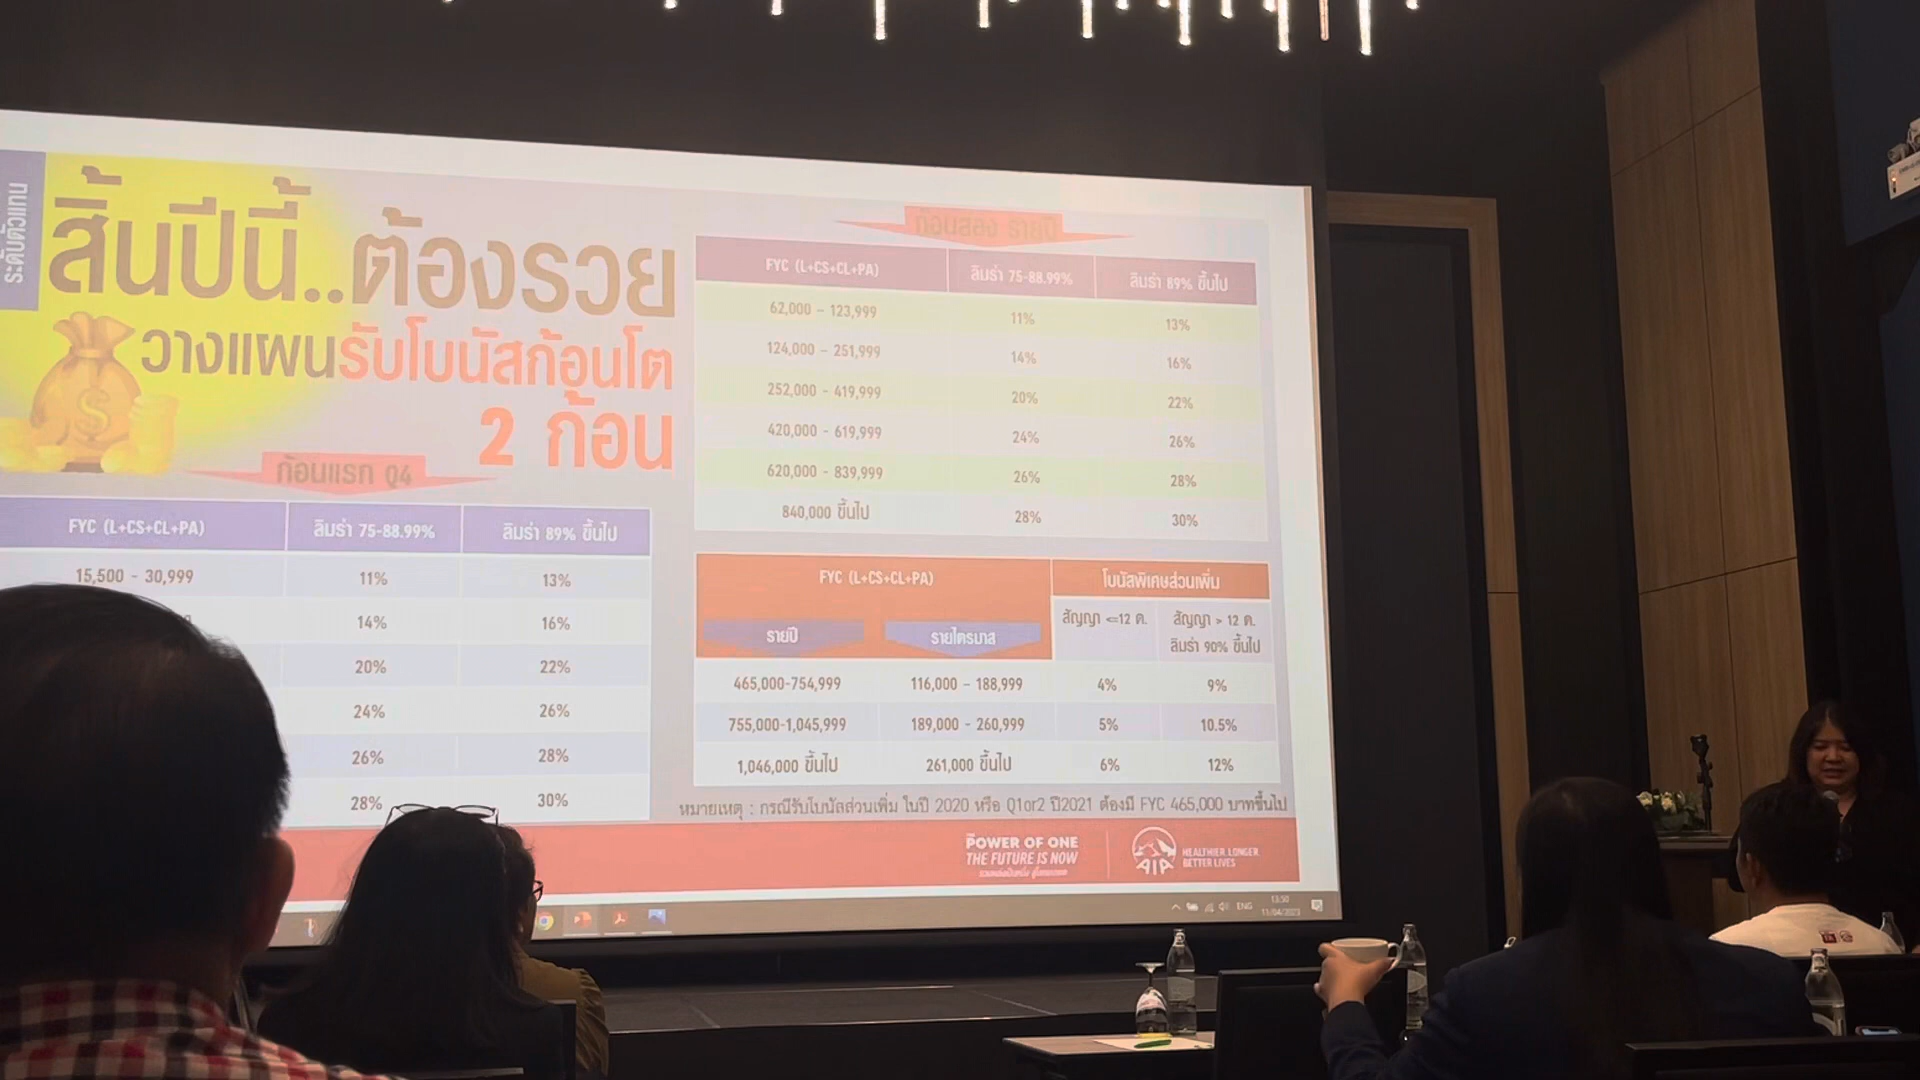 ระดับตัวแทน
สิ้นปีนี้..ต้องรวย
วางแผนรับโบนัสก้อนโต
2 ก้อน
ก้อนแรก Q4
FYC (L+CS+CL+PA) ลิมร่า 75-88.99% ลิมร่า 89% ขึ้นไป
15,500 - 30,999 11% 13%
14% 16%
20% 22%
24% 26%
26% 28%
28% 30%
ก้อนสอง รายปี
FYC (L+CS+CL+PA) ลิมร่า 75-88.99% ลิมร่า 89% ขึ้นไป
62,000 - 123,999 11% 13%
124,000 - 251,999 14% 16%
252,000 - 419,999 20% 22%
420,000 - 619,999 24% 26%
620,000 - 839,999 26% 28%
840,000 ขึ้นไป 28% 30%
FYC (L+CS+CL+PA) โบนัสพิเศษส่วนเพิ่ม
รายปี รายไตรมาส สัญญา <=12 ด. สัญญา > 12 ด.
ลิมร่า 90% ขึ้นไป
465,000-754,999 116,000 - 188,999 4% 9%
755,000-1,045,999 189,000 - 260,999 5% 10.5%
1,046,000 ขึ้นไป 261,000 ขึ้นไป 6% 12%
หมายเหตุ : กรณีรับโบนัสส่วนเพิ่ม ในปี 2020 หรือ Q1or2 ปี2021 ต้องมี FYC 465,000 บาทขึ้นไป
THE POWER OF ONE
THE FUTURE IS NOW
AIA
HEALTHIER, LONGER,
BETTER LIVES
ENG
13:50
11/04/2023